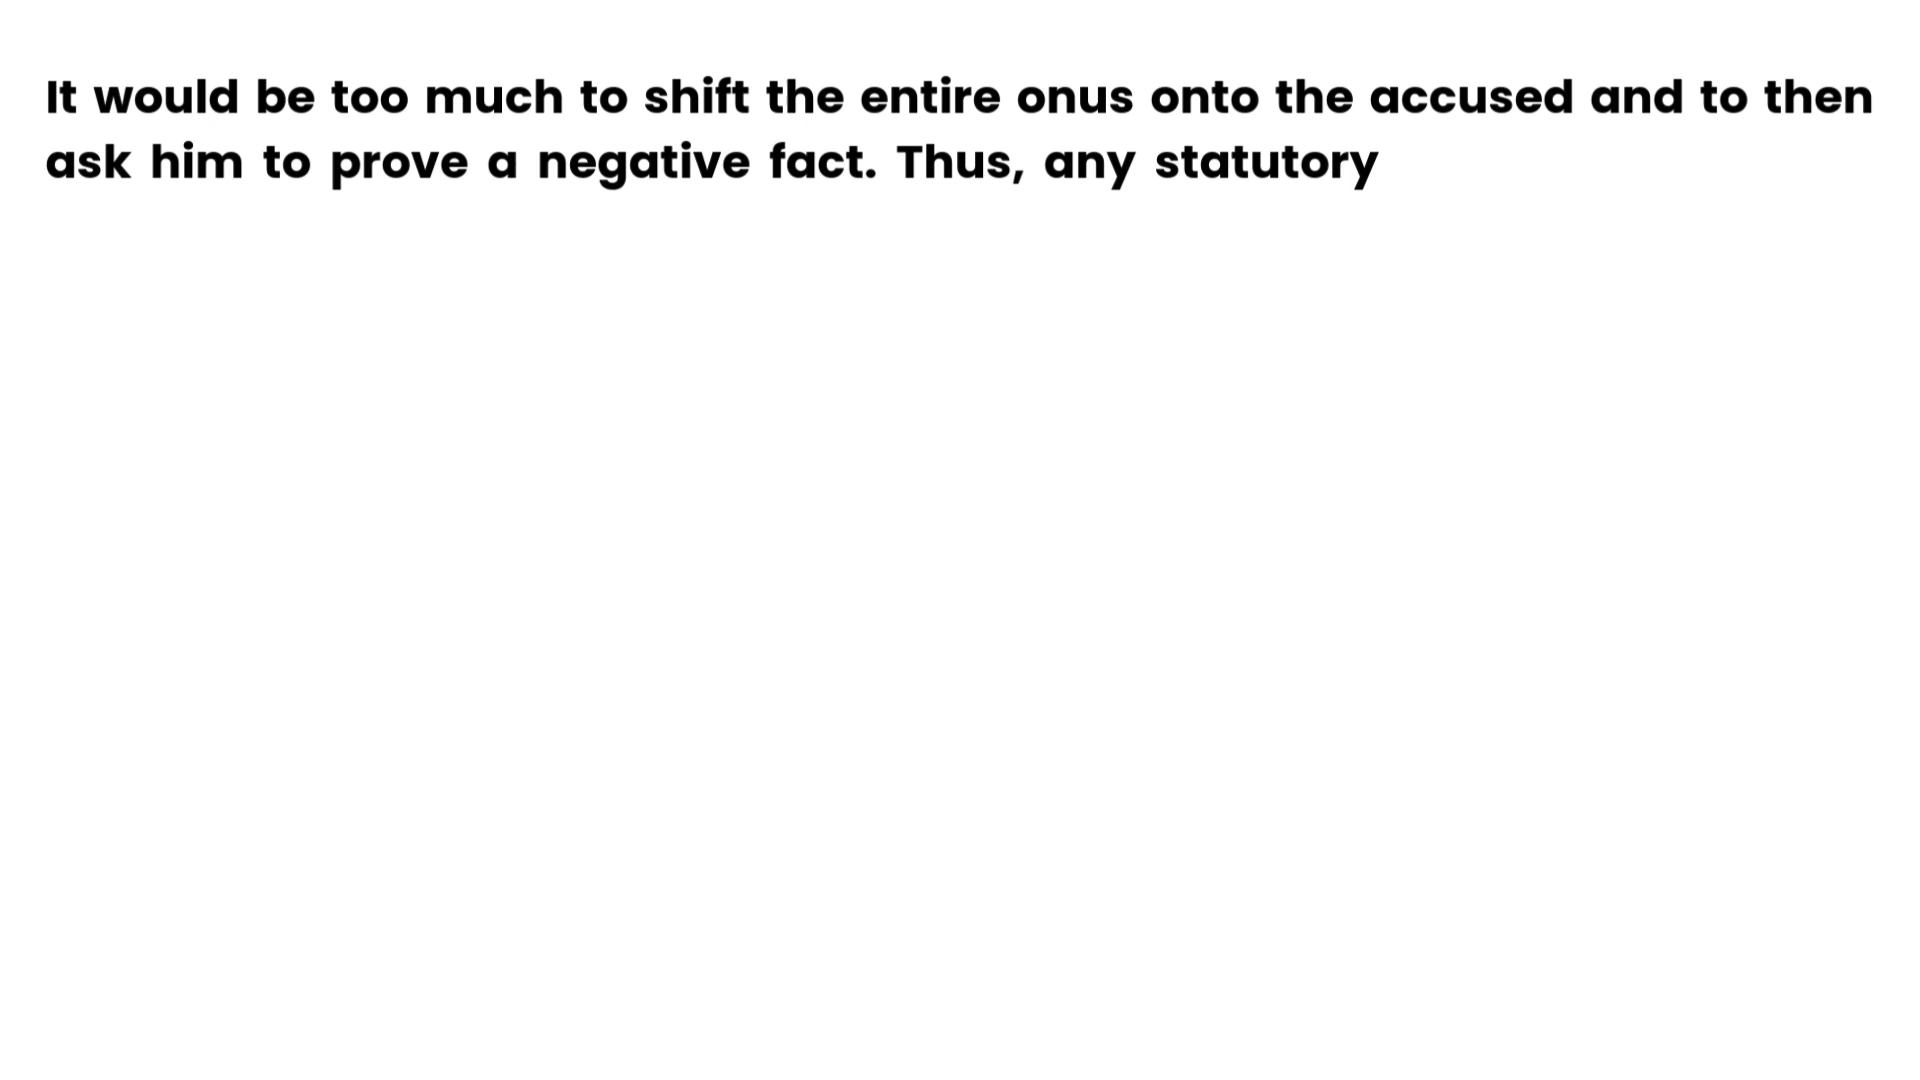 It would be too much to shift the entire onus onto the accused and to then
ask him to prove a negative fact. Thus, any statutory